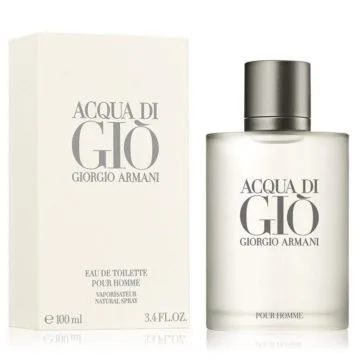 ACQUA DI
GIÒ
GIORGIO ARMANI
EAU DE TOILETTE
POUR HOMME
VAPORISATEUR
NATURAL SPRAY
℮ 100 ml 3.4 FL.OZ.
ACQUA DI
GIÒ
GIORGIO ARMANI
POUR HOMME